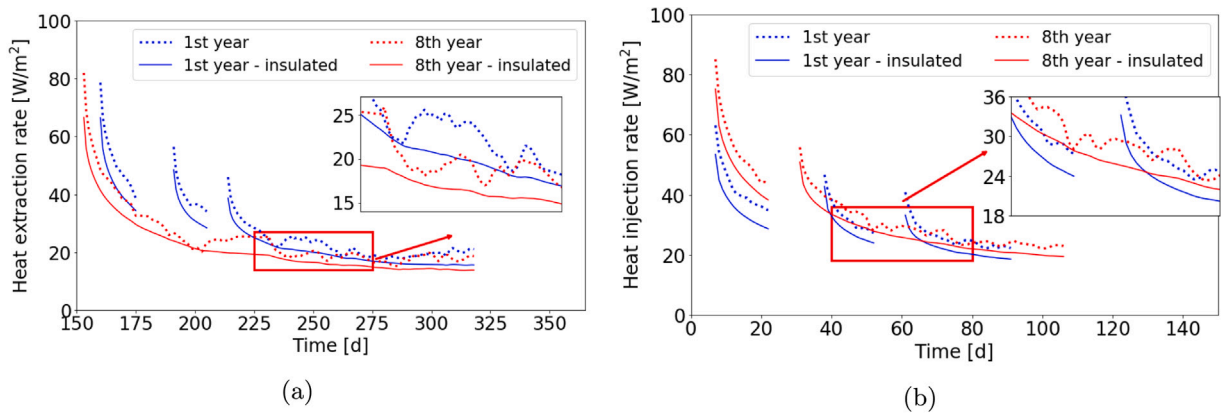 100
80
60
40
20
0
Heat extraction rate [W/m²]
1st year
8th year
1st year - insulated
8th year - insulated
25
20
15
150 175 200 225 250 275 300 325 350
Time [d]
(a)
100
80
60
40
20
0
Heat injection rate [W/m²]
1st year
8th year
1st year - insulated
8th year - insulated
36
30
24
18
0 20 40 60 80 100 120 140
Time [d]
(b)